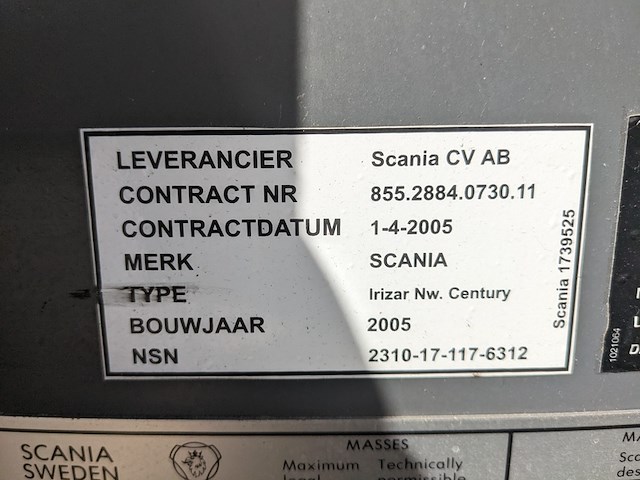 LEVERANCIER Scania CV AB
CONTRACT NR 855.2884.0730.11
CONTRACTDATUM 1-4-2005
MERK SCANIA
TYPE Irizar Nw. Century
BOUWJAAR 2005
NSN 2310-17-117-6312
Scania 1739525
1021064
SCANIA
SWEDEN
MASSES
Maximum Technically